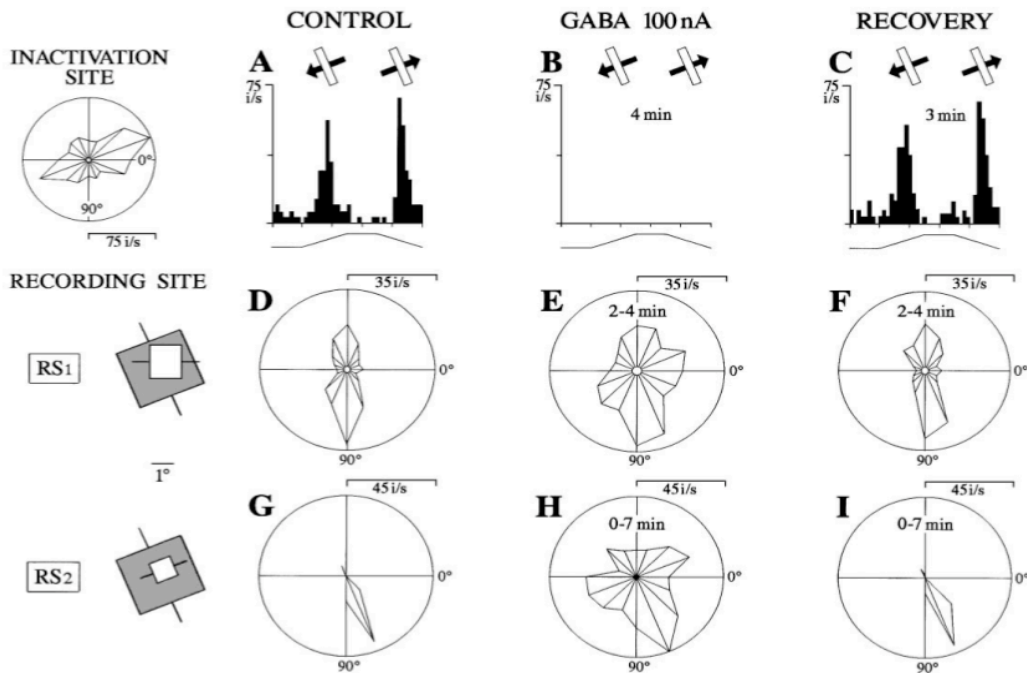 CONTROL
GABA 100 nA
RECOVERY
INACTIVATION
SITE
0°
90°
75 i/s
A
75
i/s
B
75
i/s
4 min
C
75
i/s
3 min
RECORDING SITE
RS1
1°
RS2
D
35 i/s
0°
90°
E
35 i/s
2-4 min
0°
90°
F
35 i/s
2-4 min
0°
90°
G
45 i/s
0°
90°
H
45 i/s
0-7 min
0°
90°
I
45 i/s
0-7 min
0°
90°